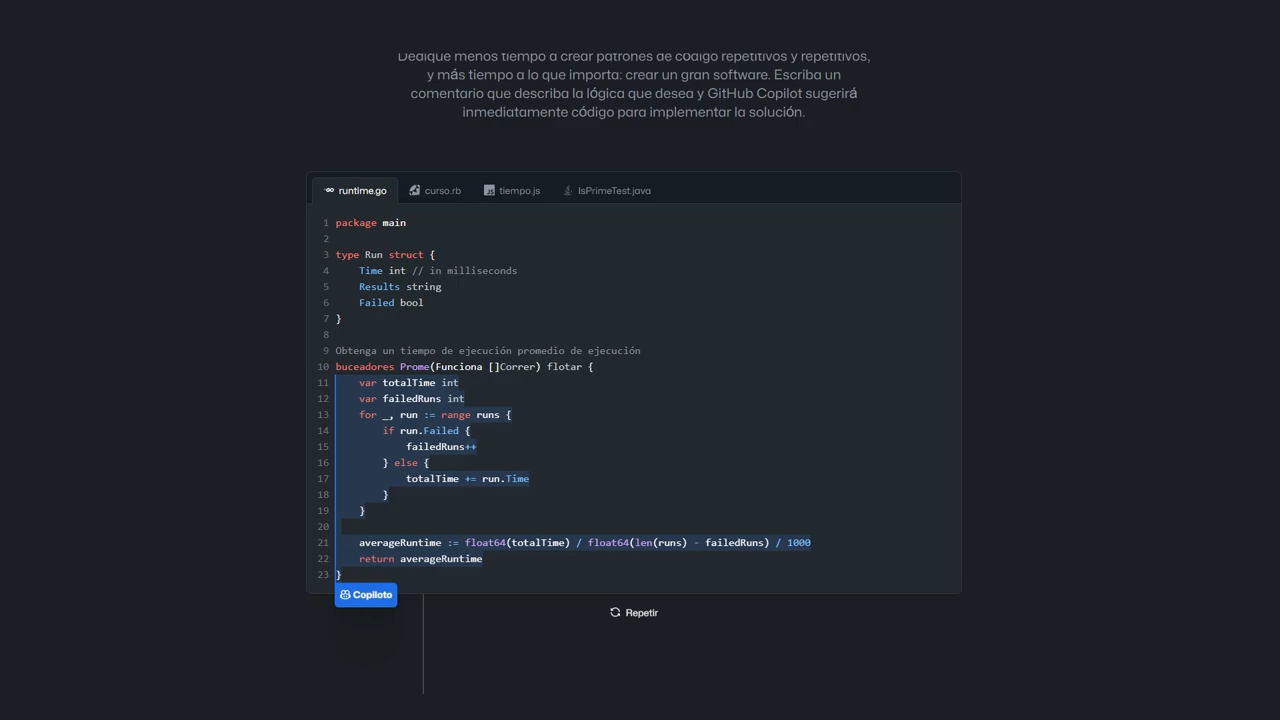 Dedique menos tiempo a crear patrones de código repetitivos y repetitivos,
y más tiempo a lo que importa: crear un gran software. Escriba un
comentario que describa la lógica que desea y GitHub Copilot sugerirá
inmediatamente código para implementar la solución.
runtime.go curso.rb tiempo.js IsPrimeTest.java
1 package main
2
3 type Run struct {
4 Time int // in milliseconds
5 Results string
6 Failed bool
7 }
8
9 Obtenga un tiempo de ejecución promedio de ejecución
10 buceadores Prome(Funciona []Correr) flotar {
11 var totalTime int
12 var failedRuns int
13 for _, run := range runs {
14 if run.Failed {
15 failedRuns++
16 } else {
17 totalTime += run.Time
18 }
19 }
20
21 averageRuntime := float64(totalTime) / float64(len(runs) - failedRuns) / 1000
22 return averageRuntime
23 }
Copiloto
Repetir